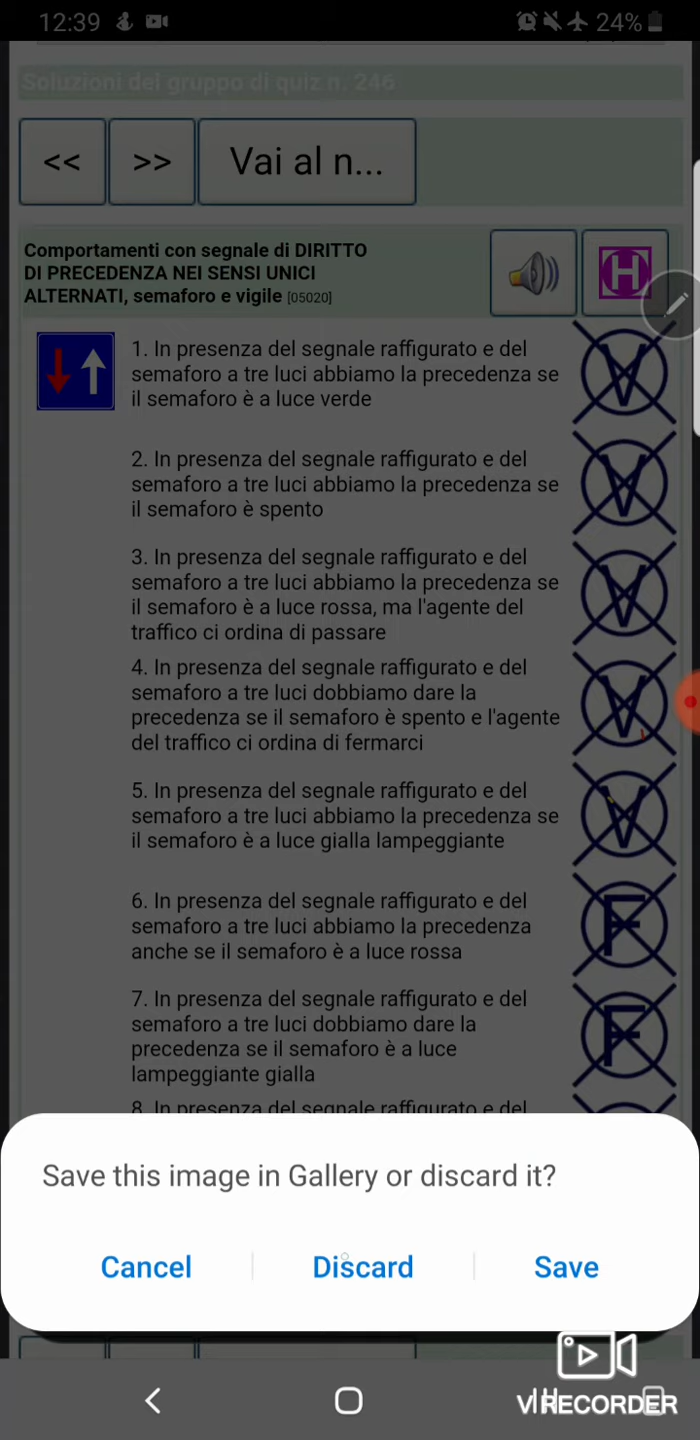 12:39
24%
Soluzioni del gruppo di quiz n. 246
<< >> Vai al n...
Comportamenti con segnale di DIRITTO
DI PRECEDENZA NEI SENSI UNICI
ALTERNATI, semaforo e vigile [05020]
H
1. In presenza del segnale raffigurato e del
semaforo a tre luci abbiamo la precedenza se
il semaforo è a luce verde
V
2. In presenza del segnale raffigurato e del
semaforo a tre luci abbiamo la precedenza se
il semaforo è spento
V
3. In presenza del segnale raffigurato e del
semaforo a tre luci abbiamo la precedenza se
il semaforo è a luce rossa, ma l'agente del
traffico ci ordina di passare
V
4. In presenza del segnale raffigurato e del
semaforo a tre luci dobbiamo dare la
precedenza se il semaforo è spento e l'agente
del traffico ci ordina di fermarci
V
5. In presenza del segnale raffigurato e del
semaforo a tre luci abbiamo la precedenza se
il semaforo è a luce gialla lampeggiante
V
6. In presenza del segnale raffigurato e del
semaforo a tre luci abbiamo la precedenza
anche se il semaforo è a luce rossa
F
7. In presenza del segnale raffigurato e del
semaforo a tre luci dobbiamo dare la
precedenza se il semaforo è a luce
lampeggiante gialla
F
8. In presenza del segnale raffigurato e del
Save this image in Gallery or discard it?
Cancel Discard Save
VIRECORDER